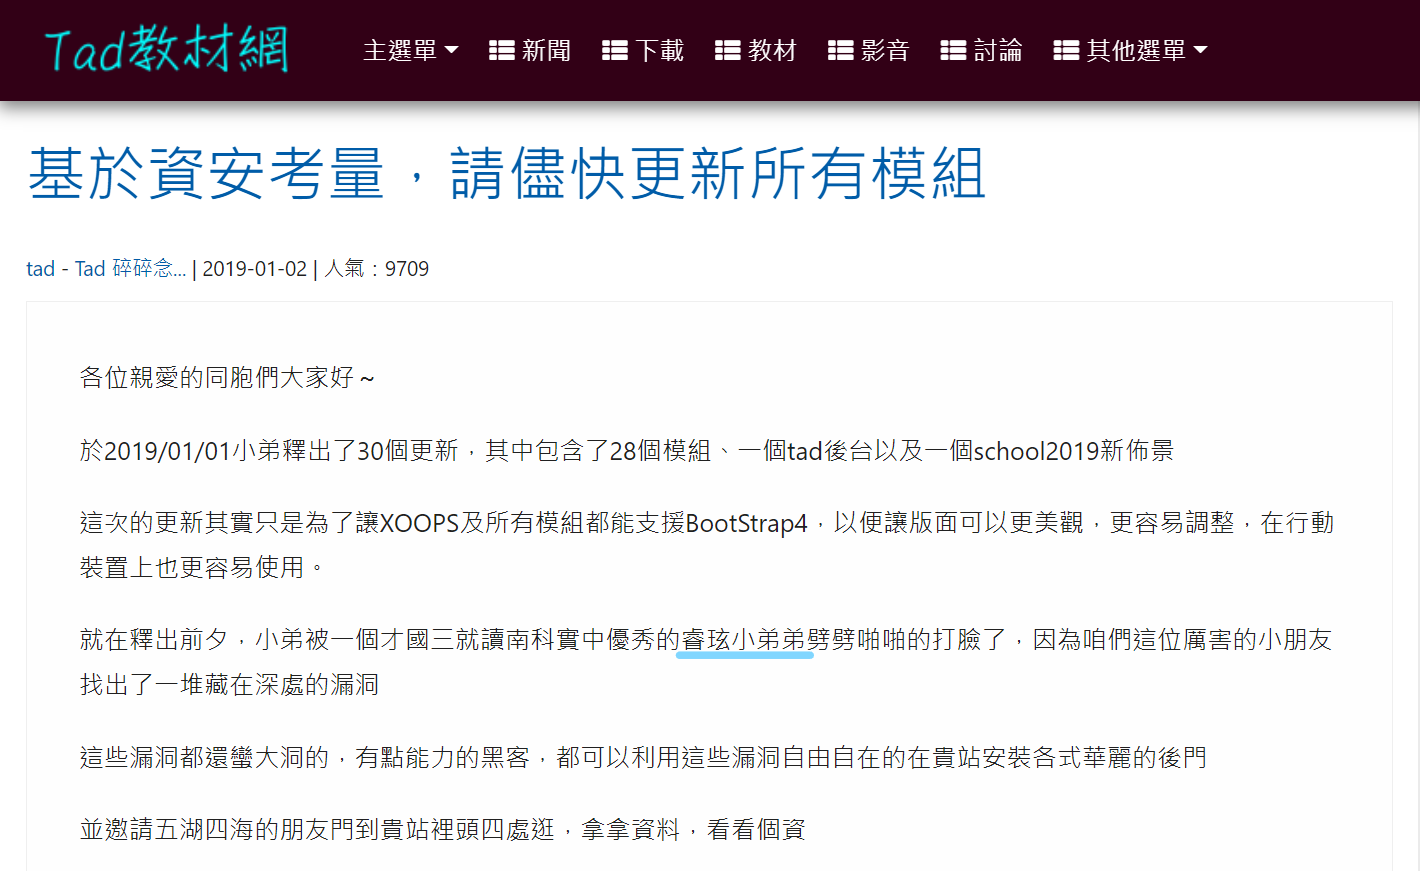 Tad教材網
主選單 新聞 下載 教材 影音 討論 其他選單
基於資安考量，請儘快更新所有模組
tad - Tad 碎碎念... | 2019-01-02 | 人氣：9709
各位親愛的同胞們大家好～
於2019/01/01小弟釋出了30個更新，其中包含了28個模組、一個tad後台以及一個school2019新佈景
這次的更新其實只是為了讓XOOPS及所有模組都能支援BootStrap4，以便讓版面可以更美觀，更容易調整，在行動
裝置上也更容易使用。
就在釋出前夕，小弟被一個才國三就讀南科實中優秀的睿玹小弟弟劈劈啪啪的打臉了，因為咱們這位厲害的小朋友
找出了一堆藏在深處的漏洞
這些漏洞都還蠻大洞的，有點能力的黑客，都可以利用這些漏洞自由自在的在貴站安裝各式華麗的後門
並邀請五湖四海的朋友門到貴站裡頭四處逛，拿拿資料，看看個資